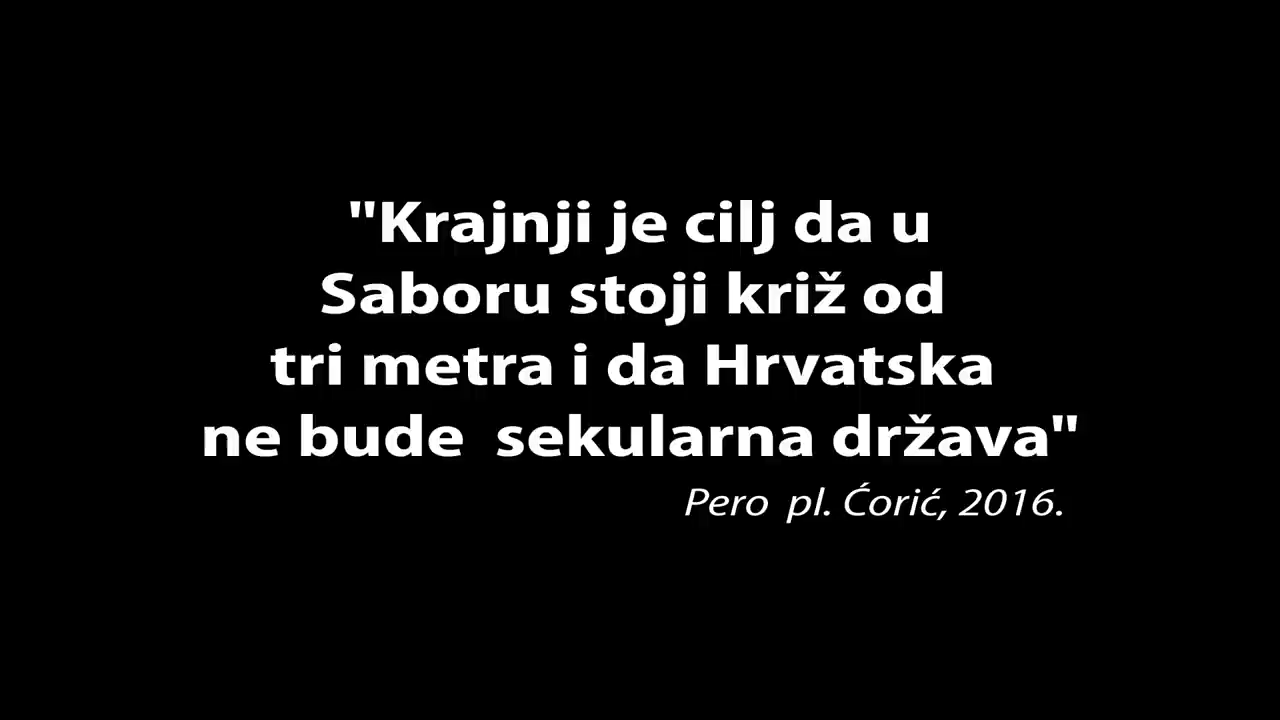 "Krajnji je cilj da u
Saboru stoji križ od
tri metra i da Hrvatska
ne bude  sekularna država"
Pero  pl. Ćorić, 2016.